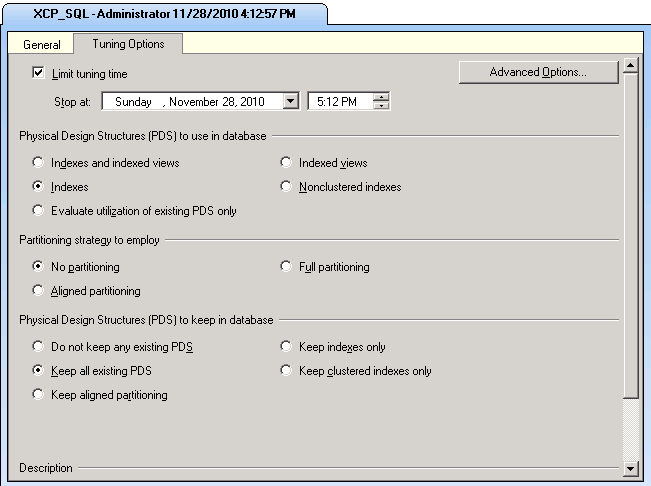 XCP_SQL - Administrator 11/28/2010 4:12:57 PM
General Tuning Options
Limit tuning time Advanced Options...
Stop at: Sunday , November 28, 2010 5:12 PM
Physical Design Structures (PDS) to use in database
Indexes and indexed views Indexed views
Indexes Nonclustered indexes
Evaluate utilization of existing PDS only
Partitioning strategy to employ
No partitioning Full partitioning
Aligned partitioning
Physical Design Structures (PDS) to keep in database
Do not keep any existing PDS Keep indexes only
Keep all existing PDS Keep clustered indexes only
Keep aligned partitioning
Description